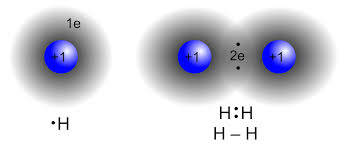 1e
+1
·H
+1 2e +1
H:H
H – H